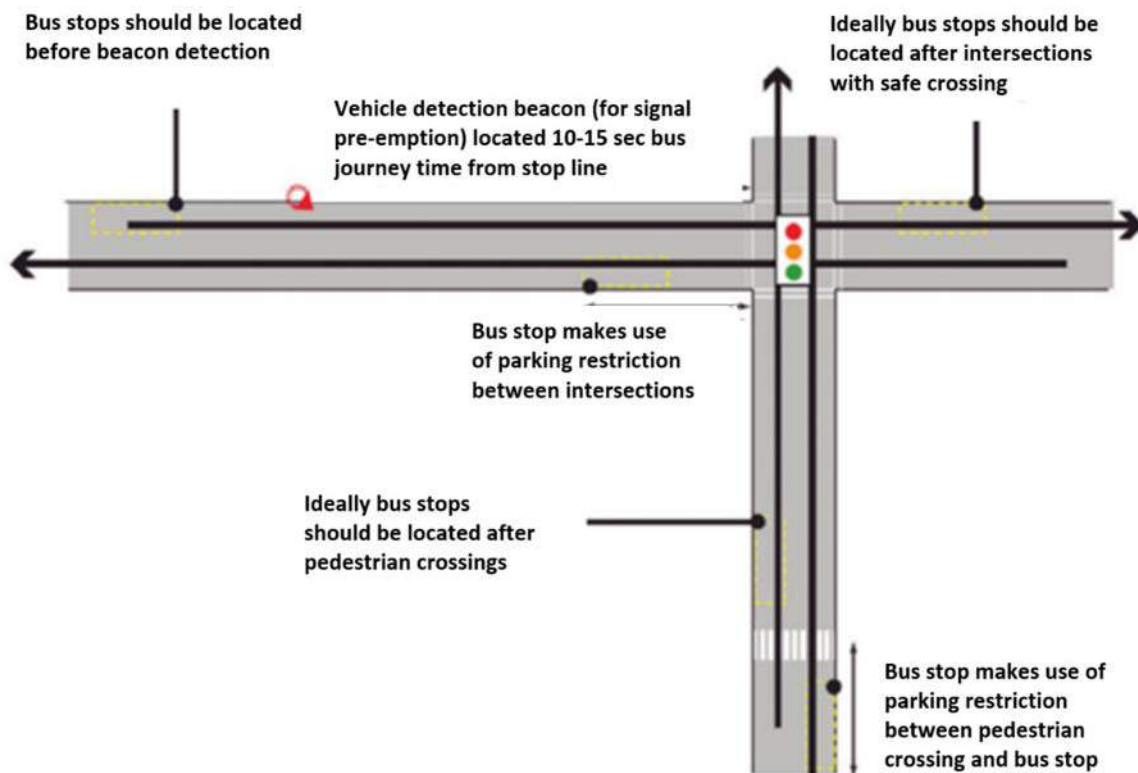 Bus stops should be located
before beacon detection
Ideally bus stops should be
located after intersections
with safe crossing
Vehicle detection beacon (for signal
pre-emption) located 10-15 sec bus
journey time from stop line
Bus stop makes use
of parking restriction
between intersections
Ideally bus stops
should be located after
pedestrian crossings
Bus stop makes use of
parking restriction
between pedestrian
crossing and bus stop